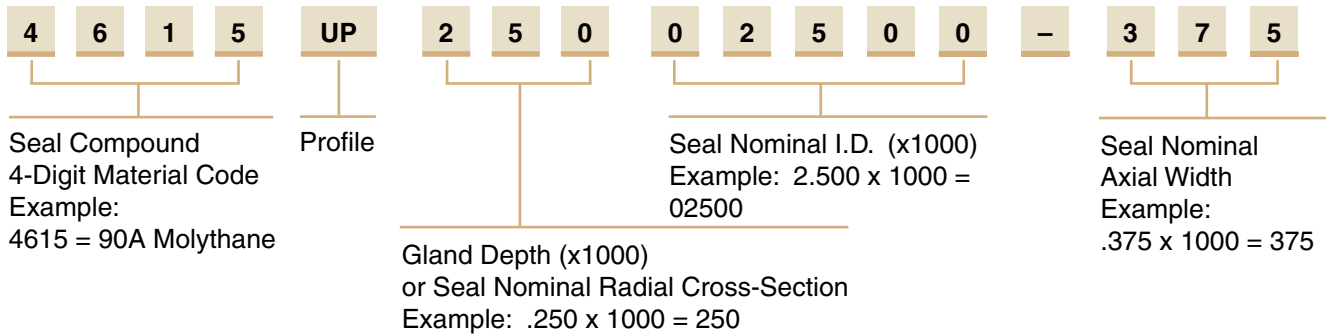 4 6 1 5 UP 2 5 0 0 2 5 0 0 – 3 7 5
Seal Compound
4-Digit Material Code
Example:
4615 = 90A Molythane
Profile
Gland Depth (x1000)
or Seal Nominal Radial Cross-Section
Example: .250 x 1000 = 250
Seal Nominal I.D. (x1000)
Example: 2.500 x 1000 =
02500
Seal Nominal
Axial Width
Example:
.375 x 1000 = 375